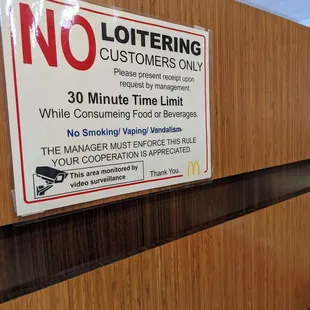 NO LOITERING
CUSTOMERS ONLY
Please present receipt upon
request by management.
30 Minute Time Limit
While Consumeing Food or Beverages.
No Smoking/ Vaping/ Vandalism
THE MANAGER MUST ENFORCE THIS RULE
YOUR COOPERATION IS APPRECIATED.
This area monitored by
video surveillance
Thank You.